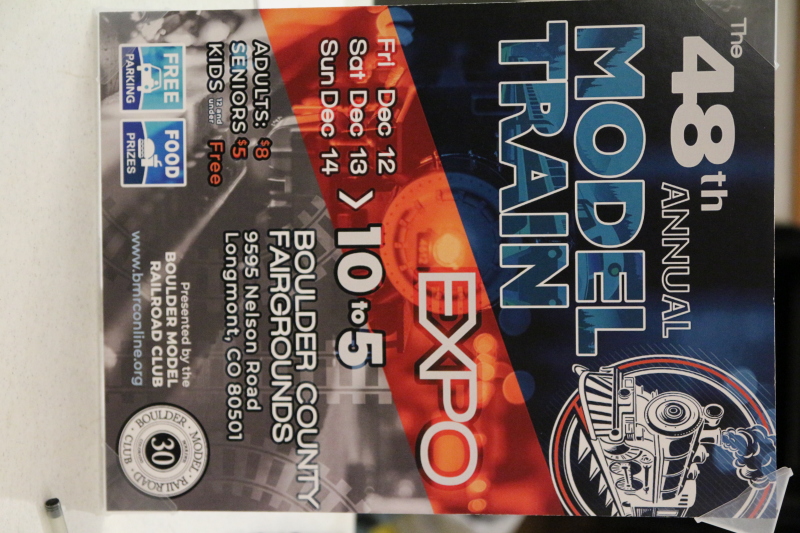 The
48th
ANNUAL
MODEL
TRAIN
EXPO
Fri Dec 12
Sat Dec 13 > 10 to 5
Sun Dec 14
ADULTS: $8
SENIORS $5
KIDS 12 and under Free
BOULDER COUNTY
FAIRGROUNDS
9595 Nelson Road
Longmont, CO 80501
FREE
PARKING
FOOD
PRIZES
Presented by the
BOULDER MODEL
RAILROAD CLUB
www.bmrconline.org
BOULDER MODEL RAILROAD CLUB
30